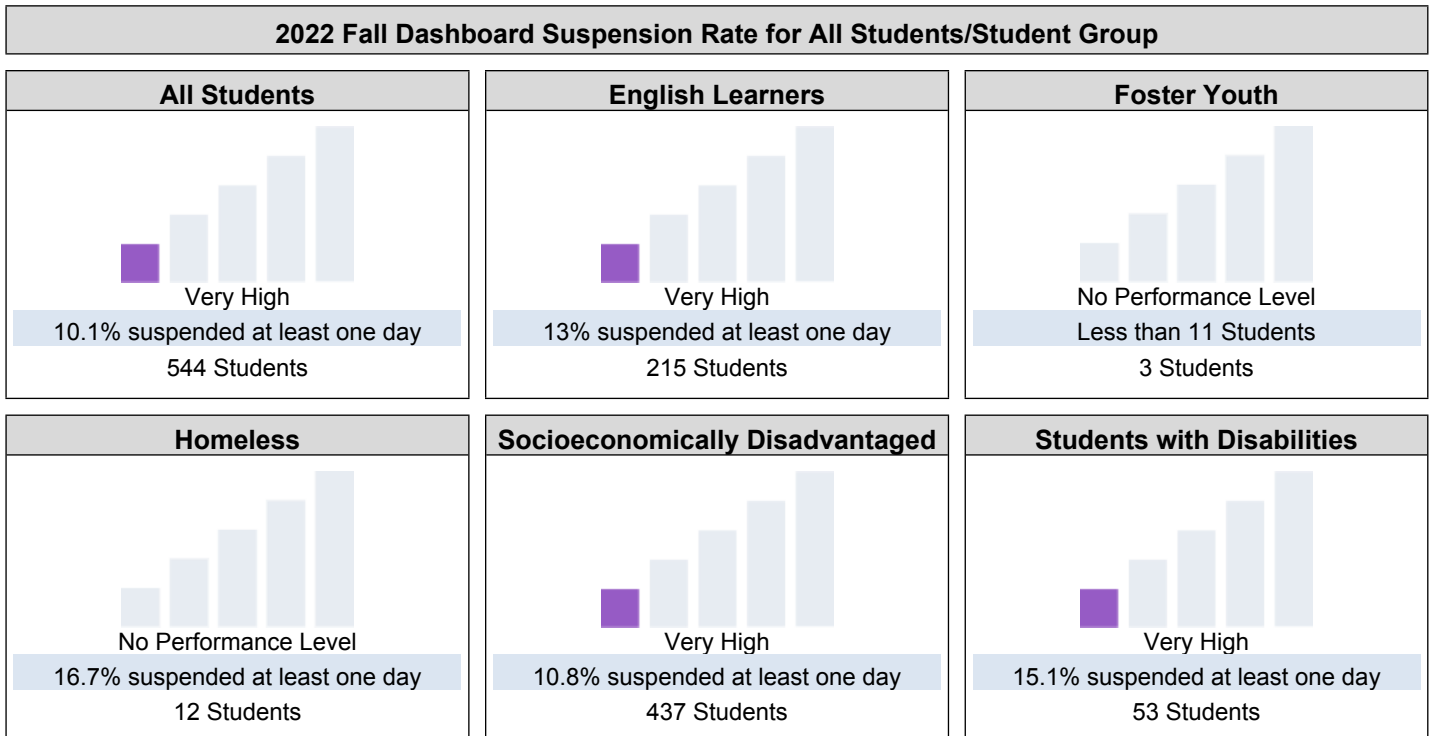 2022 Fall Dashboard Suspension Rate for All Students/Student Group
All Students
Very High
10.1% suspended at least one day
544 Students
English Learners
Very High
13% suspended at least one day
215 Students
Foster Youth
No Performance Level
Less than 11 Students
3 Students
Homeless
No Performance Level
16.7% suspended at least one day
12 Students
Socioeconomically Disadvantaged
Very High
10.8% suspended at least one day
437 Students
Students with Disabilities
Very High
15.1% suspended at least one day
53 Students